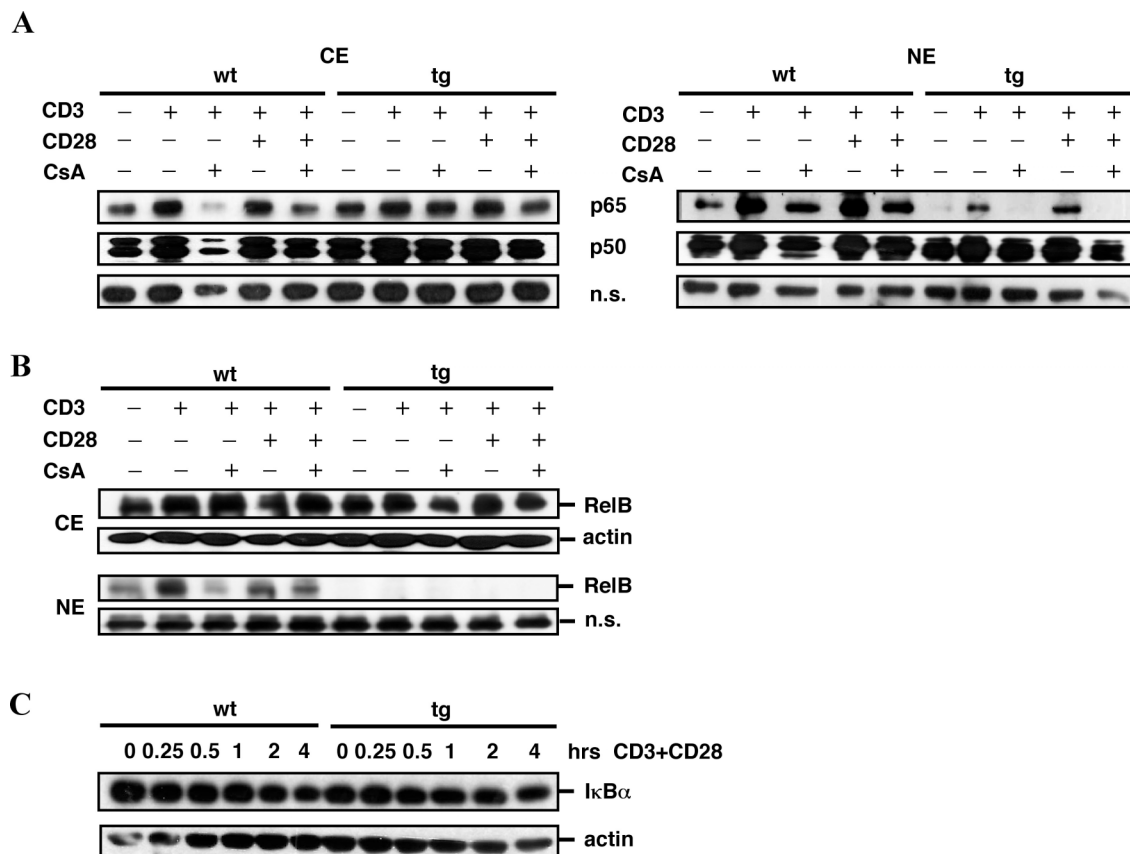 A
CE
wt tg
CD3 – + + + + – + + + +
CD28 – – – + + – – – + +
CsA – – + – + – – + – +
p65
p50
n.s.
NE
wt tg
CD3 – + + + + – + + + +
CD28 – – – + + – – – + +
CsA – – + – + – – + – +
B
wt tg
CD3 – + + + + – + + + +
CD28 – – – + + – – – + +
CsA – – + – + – – + – +
CE
RelB
actin
NE
RelB
n.s.
C
wt tg
0 0.25 0.5 1 2 4 0 0.25 0.5 1 2 4 hrs CD3+CD28
IκBα
actin